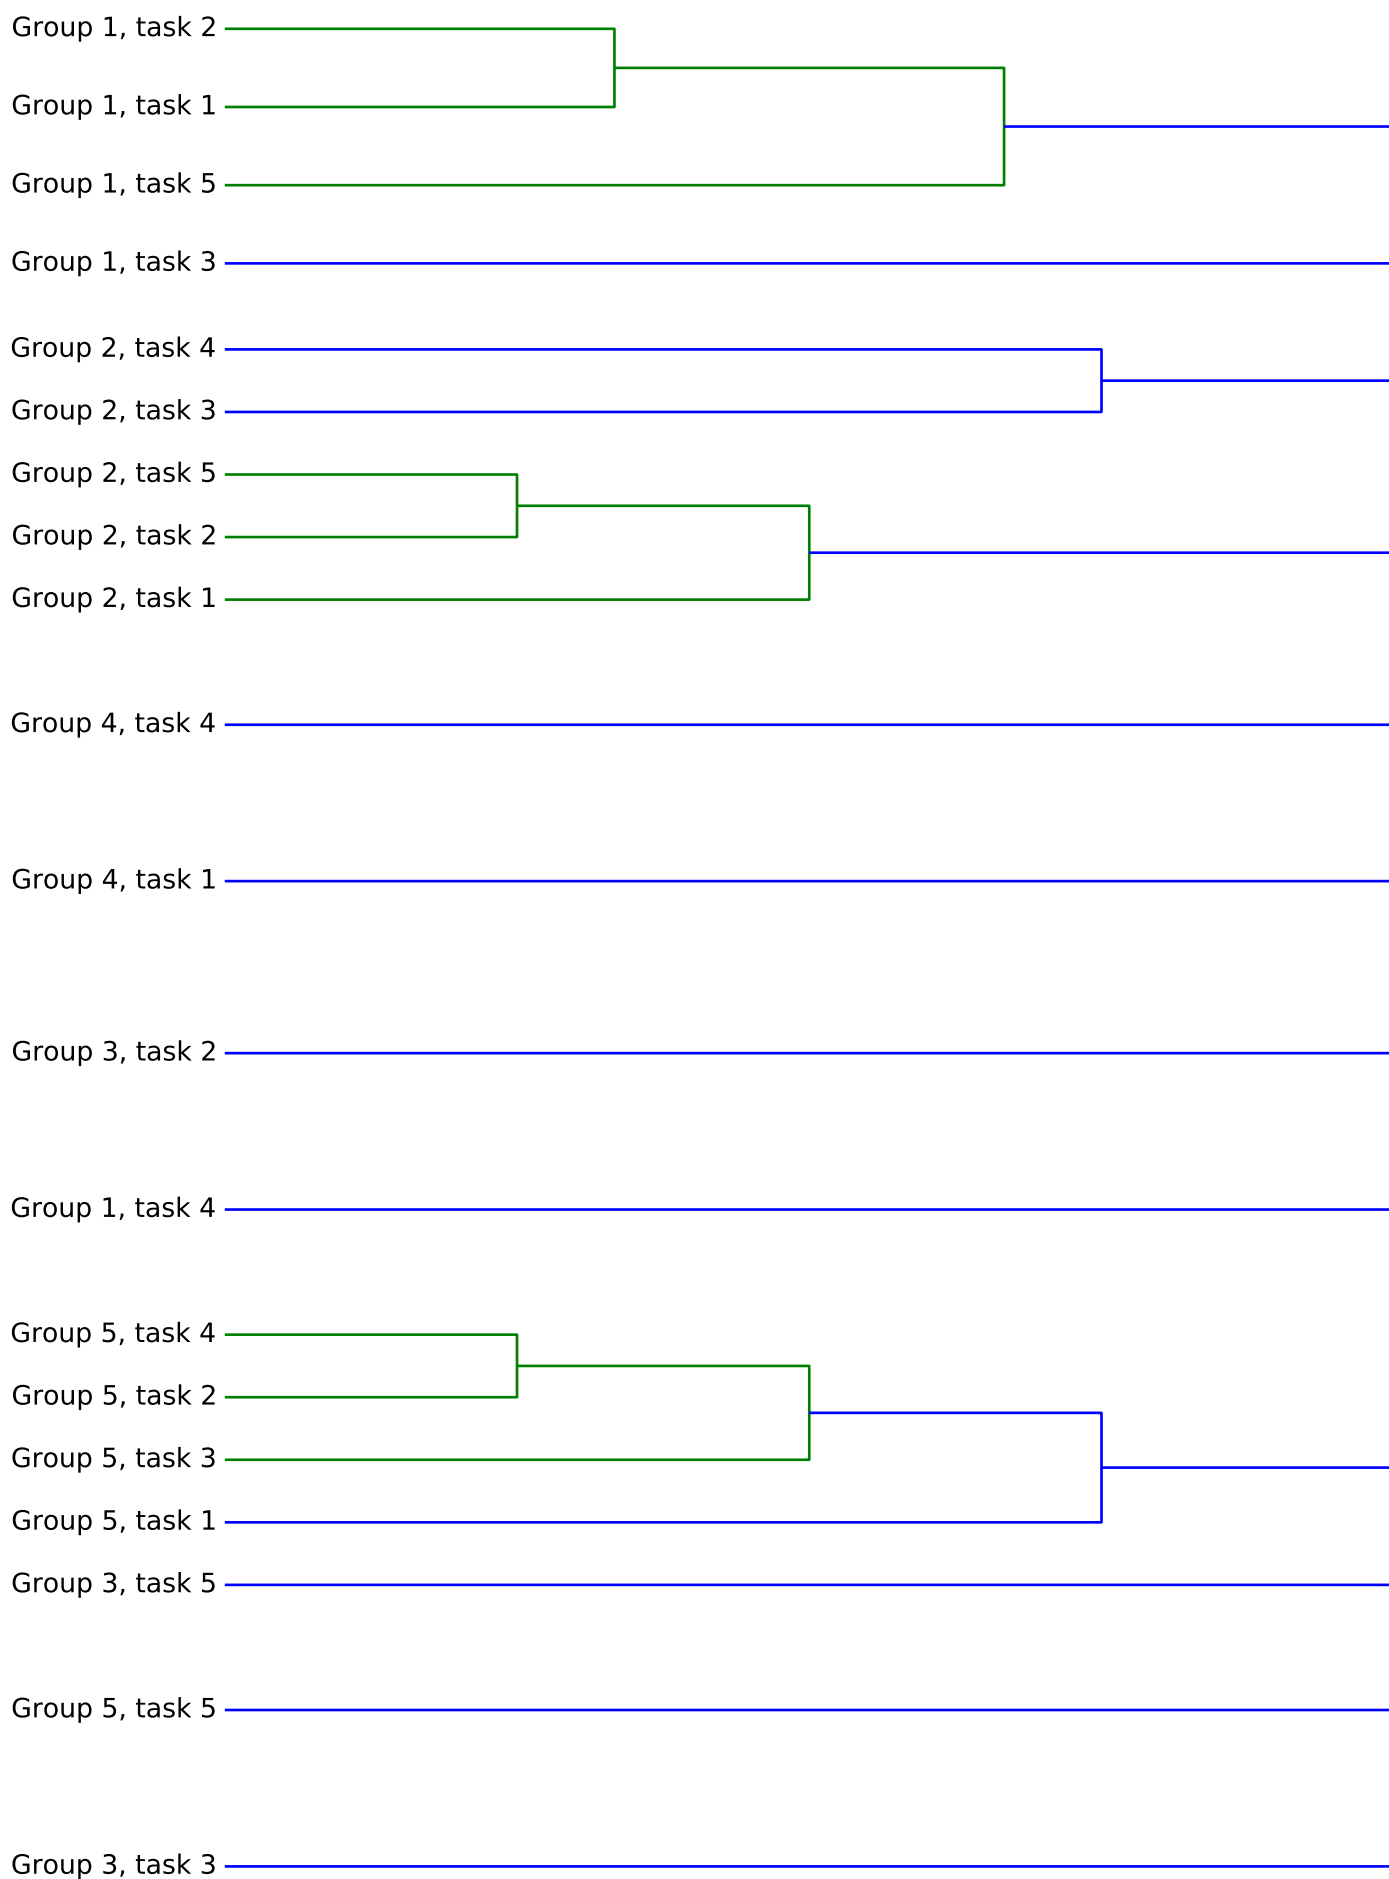 Group 1, task 2
Group 1, task 1
Group 1, task 5
Group 1, task 3
Group 2, task 4
Group 2, task 3
Group 2, task 5
Group 2, task 2
Group 2, task 1
Group 4, task 4
Group 4, task 1
Group 3, task 2
Group 1, task 4
Group 5, task 4
Group 5, task 2
Group 5, task 3
Group 5, task 1
Group 3, task 5
Group 5, task 5
Group 3, task 3